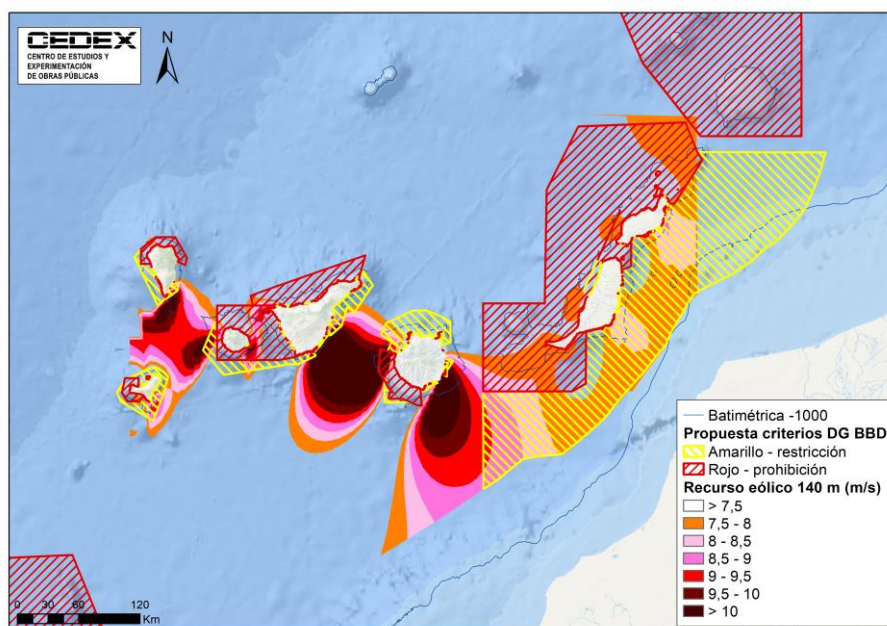 CEDEX
CENTRO DE ESTUDIOS Y
EXPERIMENTACIÓN
DE OBRAS PÚBLICAS
N
Batimétrica -1000
Propuesta criterios DG BBD
Amarillo - restricción
Rojo - prohibición
Recurso eólico 140 m (m/s)
> 7,5
7,5 - 8
8 - 8,5
8,5 - 9
9 - 9,5
9,5 - 10
> 10
0 30 60 120
Km